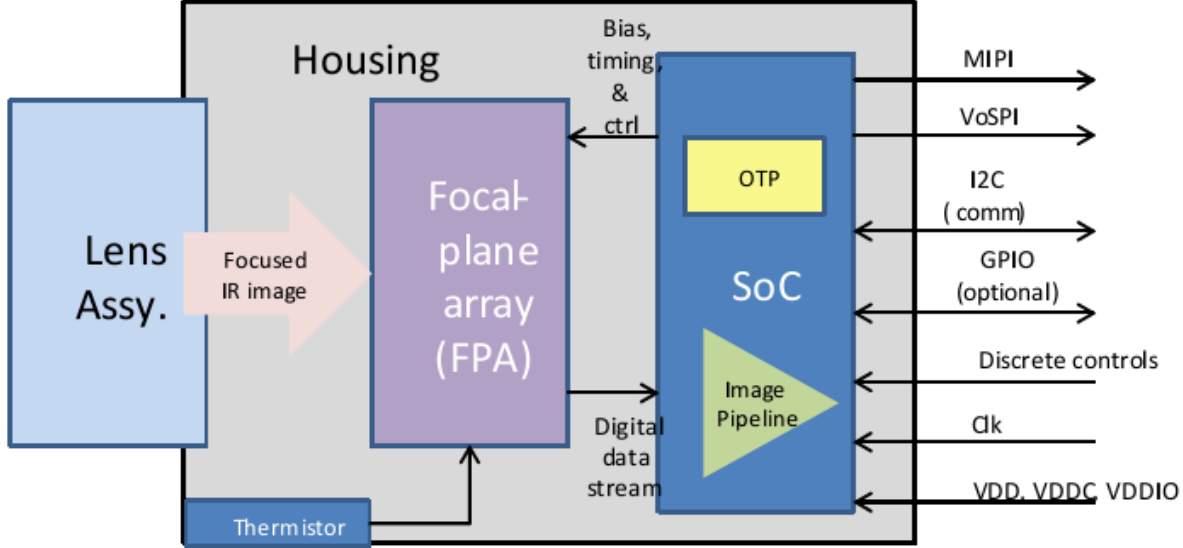 Housing
Lens
Assy.
Focused
IR image
Focal-
plane
array
(FPA)
Thermistor
Bias,
timing,
&
ctrl
Digital
data
stream
OTP
SoC
Image
Pipeline
MIPI
VoSPI
I2C
( comm)
GPIO
(optional)
Discrete controls
Clk
VDD, VDDC, VDDIO